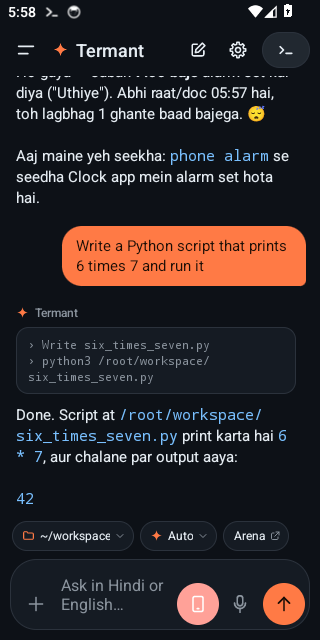 5:58
Termant
diya ("Uthiye"). Abhi raat/doc 05:57 hai,
toh lagbhag 1 ghante baad bajega. 😴
Aaj maine yeh seekha: phone alarm se
seedha Clock app mein alarm set hota
hai.
Write a Python script that prints
6 times 7 and run it
Termant
› Write six_times_seven.py
› python3 /root/workspace/
six_times_seven.py
Done. Script at /root/workspace/
six_times_seven.py print karta hai 6
* 7, aur chalane par output aaya:
42
~/workspace
Auto
Arena
Ask in Hindi or
English…